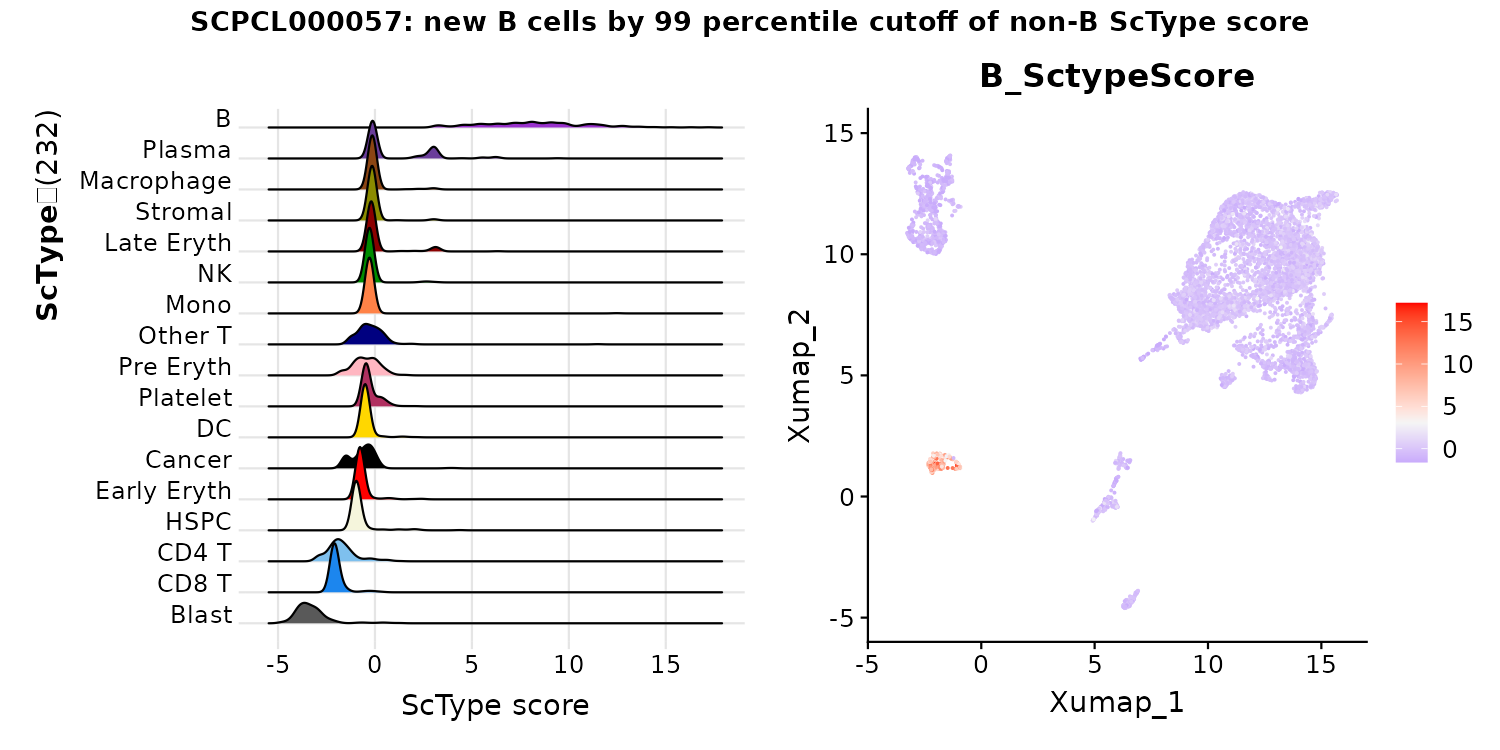 SCPCL000057: new B cells by 99 percentile cutoff of non-B ScType score
ScType□(232)
B
Plasma
Macrophage
Stromal
Late Eryth
NK
Mono
Other T
Pre Eryth
Platelet
DC
Cancer
Early Eryth
HSPC
CD4 T
CD8 T
Blast
-5 0 5 10 15
ScType score
B_SctypeScore
Xumap_2
15
10
5
0
-5
-5 0 5 10 15
Xumap_1
15
10
5
0